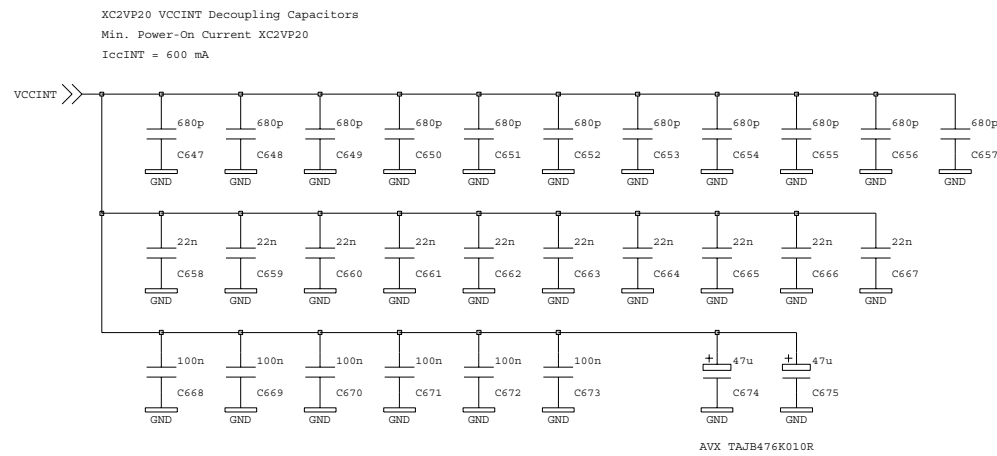 XC2VP20 VCCINT Decoupling Capacitors
Min. Power-On Current XC2VP20
IccINT = 600 mA
VCCINT
680p 680p 680p 680p 680p 680p 680p 680p 680p 680p 680p
C647 C648 C649 C650 C651 C652 C653 C654 C655 C656 C657
GND GND GND GND GND GND GND GND GND GND GND
22n 22n 22n 22n 22n 22n 22n 22n 22n 22n
C658 C659 C660 C661 C662 C663 C664 C665 C666 C667
GND GND GND GND GND GND GND GND GND GND
100n 100n 100n 100n 100n 100n + 47u + 47u
C668 C669 C670 C671 C672 C673 C674 C675
GND GND GND GND GND GND GND GND
AVX TAJB476K010R